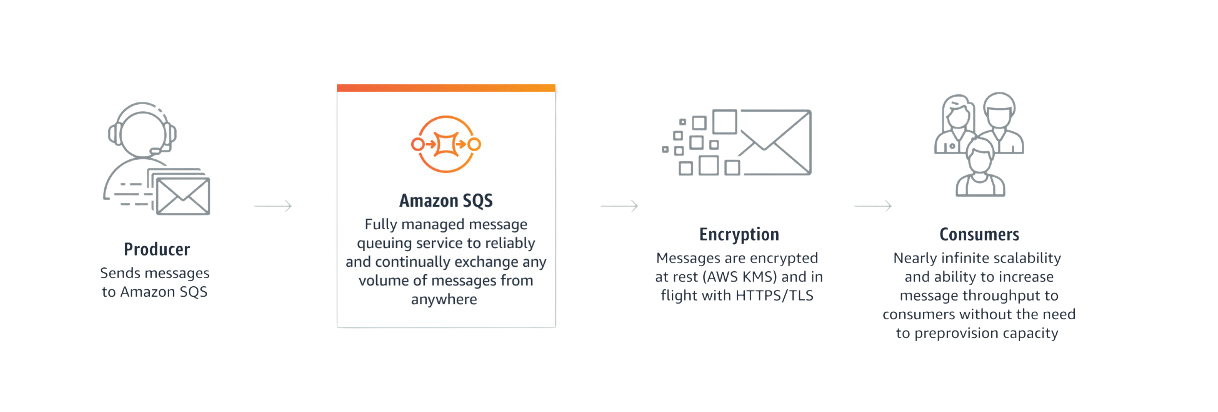 Producer
Sends messages
to Amazon SQS
Amazon SQS
Fully managed message
queuing service to reliably
and continually exchange any
volume of messages from
anywhere
Encryption
Messages are encrypted
at rest (AWS KMS) and in
flight with HTTPS/TLS
Consumers
Nearly infinite scalability
and ability to increase
message throughput to
consumers without the need
to preprovision capacity